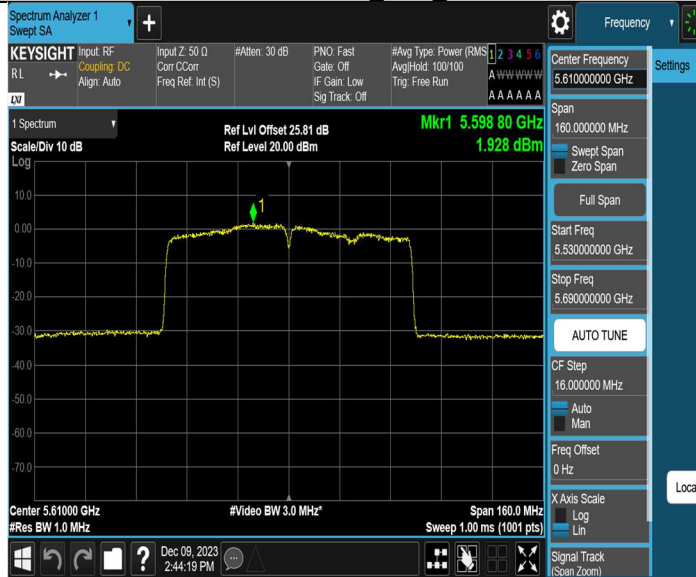 Spectrum Analyzer 1
Swept SA
+
Frequency
KEYSIGHT
RL
LXI
Input: RF
Coupling: DC
Align: Auto
Input Z: 50 Ω
Corr CCorr
Freq Ref: Int (S)
#Atten: 30 dB
PNO: Fast
Gate: Off
IF Gain: Low
Sig Track: Off
#Avg Type: Power (RMS
Avg|Hold: 100/100
Trig: Free Run
1 2 3 4 5 6
A W W W W W
A A A A A A
1 Spectrum
Scale/Div 10 dB
Log
Ref Lvl Offset 25.81 dB
Ref Level 20.00 dBm
Mkr1 5.598 80 GHz
1.928 dBm
1
10.0
0.00
-10.0
-20.0
-30.0
-40.0
-50.0
-60.0
-70.0
Center 5.61000 GHz
#Res BW 1.0 MHz
#Video BW 3.0 MHz*
Span 160.0 MHz
Sweep 1.00 ms (1001 pts)
Center Frequency
5.610000000 GHz
Span
160.000000 MHz
Swept Span
Zero Span
Full Span
Start Freq
5.530000000 GHz
Stop Freq
5.690000000 GHz
AUTO TUNE
CF Step
16.000000 MHz
Auto
Man
Freq Offset
0 Hz
X Axis Scale
Log
Lin
Signal Track
(Span Zoom)
Settings
Loca
?
Dec 09, 2023
2:44:19 PM